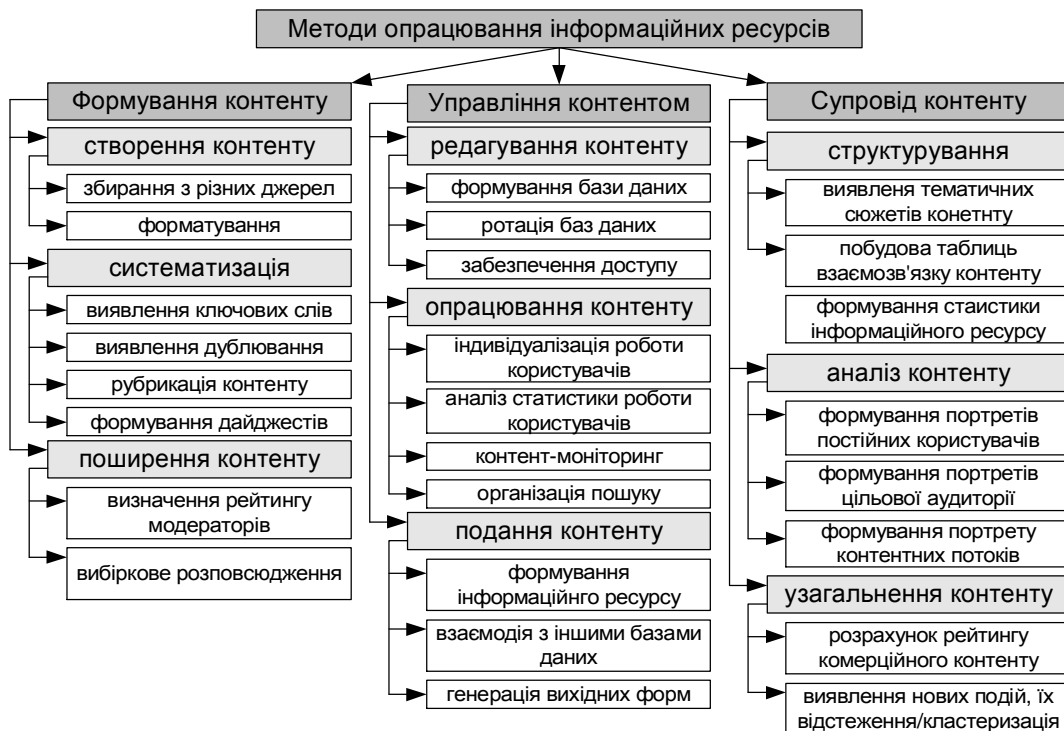 Методи опрацювання інформаційних ресурсів
Формування контенту
створення контенту
збирання з різних джерел
форматування
систематизація
виявлення ключових слів
виявлення дублювання
рубрикація контенту
формування дайджестів
поширення контенту
визначення рейтингу
модераторів
вибіркове розповсюдження
Управління контентом
редагування контенту
формування бази даних
ротація баз даних
забезпечення доступу
опрацювання контенту
індивідуалізація роботи
користувачів
аналіз статистики роботи
користувачів
контент-моніторинг
організація пошуку
подання контенту
формування
інформаційнго ресурсу
взаємодія з іншими базами
даних
генерація вихідних форм
Супровід контенту
структурування
виявленя тематичних
сюжетів конетнту
побудова таблиць
взаємозв'язку контенту
формування стаистики
інформаційного ресурсу
аналіз контенту
формування портретів
постійних користувачів
формування портретів
цільової аудиторії
формування портрету
контентних потоків
узагальнення контенту
розрахунок рейтингу
комерційного контенту
виявлення нових подій, їх
відстеження/кластеризація